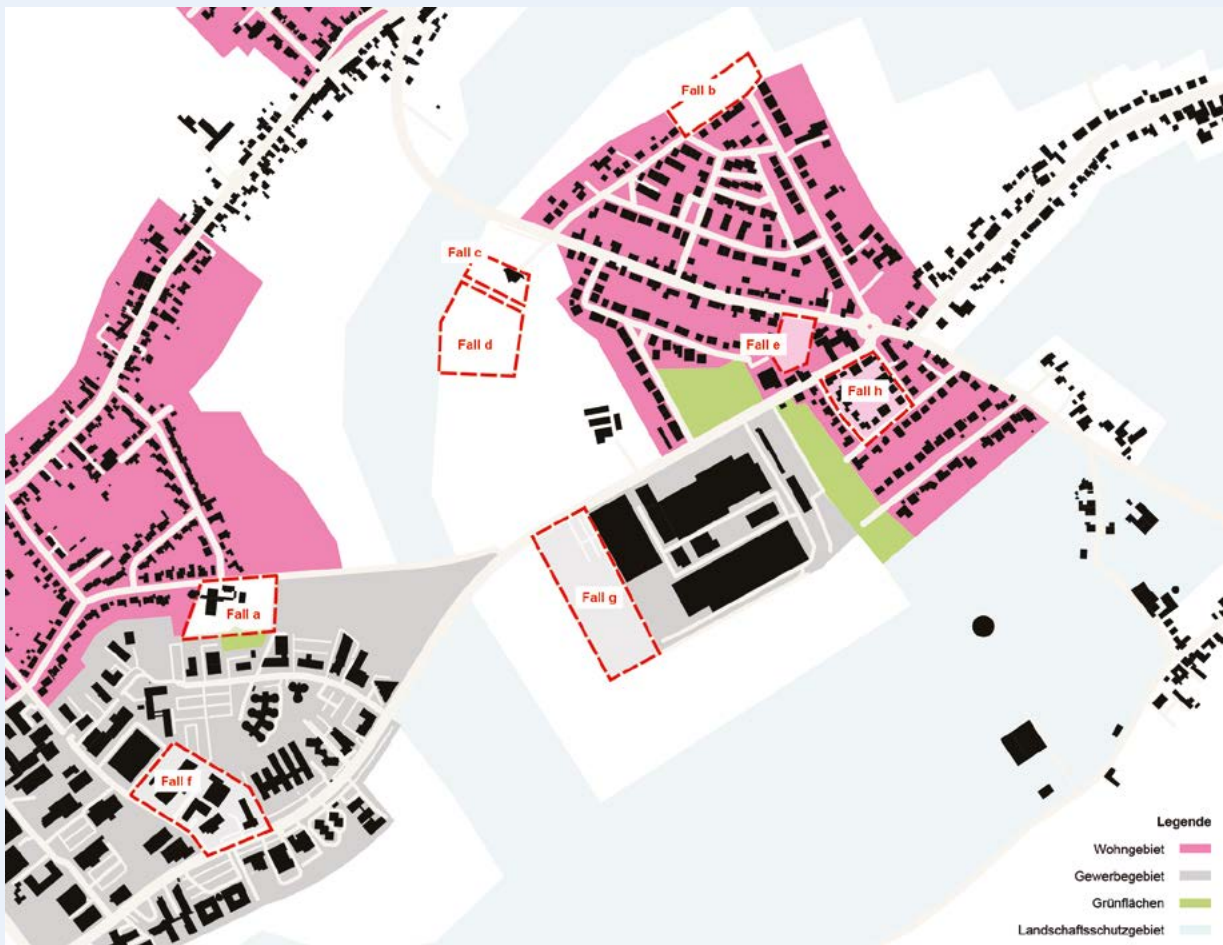 Fall b
Fall c
Fall d
Fall e
Fall h
Fall g
Fall a
Fall f
Legende
Wohngebiet
Gewerbegebiet
Grünflächen
Landschaftsschutzgebiet